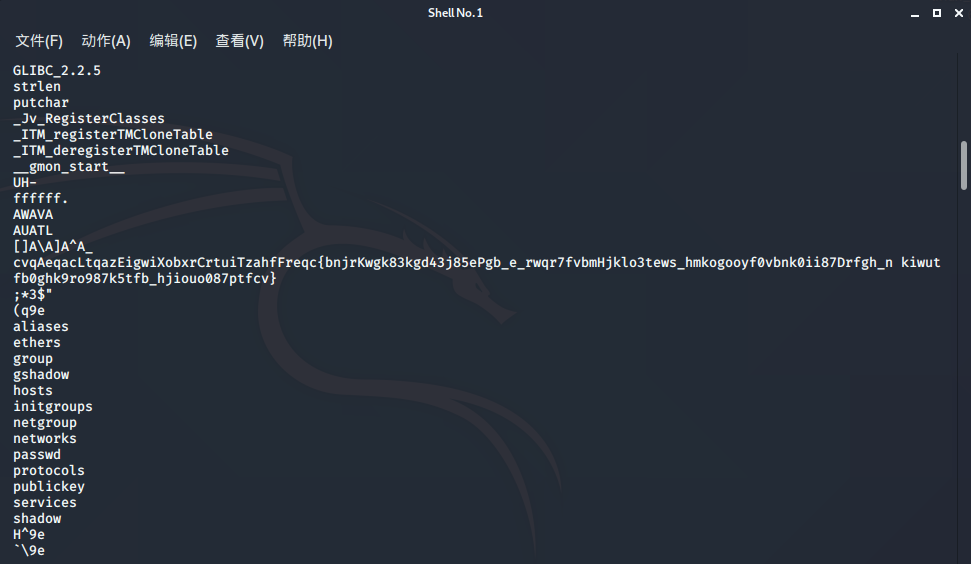 Shell No. 1
文件(F) 动作(A) 编辑(E) 查看(V) 帮助(H)
GLIBC_2.2.5
strlen
putchar
_Jv_RegisterClasses
_ITM_registerTMCloneTable
_ITM_deregisterTMCloneTable
__gmon_start__
UH-
ffffff.
AWAVA
AUATL
[]A\A]A^A_
cvqAeqacLtqazEigwiXobxrCrtuiTzahfFreqc{bnjrKwgk83kgd43j85ePgb_e_rwqr7fvbmHjklo3tews_hmkogooyf0vbnk0ii87Drfgh_n kiwut
fb0ghk9ro987k5tfb_hjiouo087ptfcv}
;*3$"
(q9e
aliases
ethers
group
gshadow
hosts
initgroups
netgroup
networks
passwd
protocols
publickey
services
shadow
H^9e
`\9e